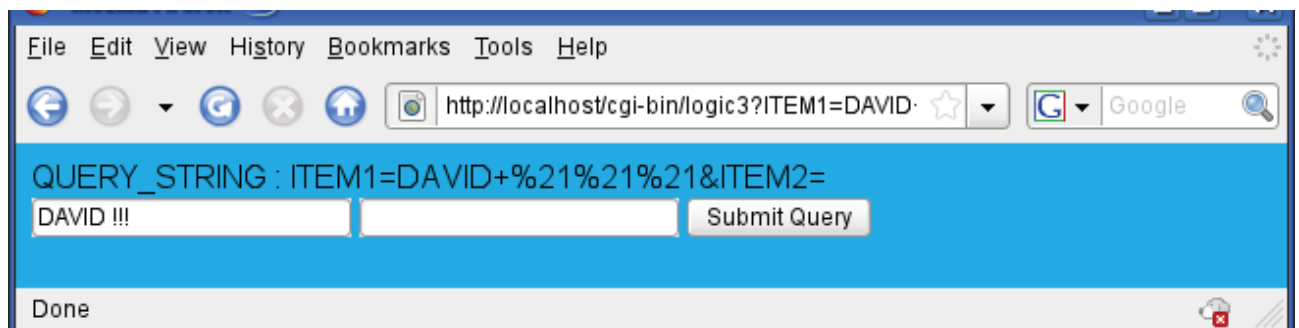 File Edit View History Bookmarks Tools Help
http://localhost/cgi-bin/logic3?ITEM1=DAVID G Google
QUERY_STRING : ITEM1=DAVID+%21%21%21&ITEM2=
DAVID !!! Submit Query
Done